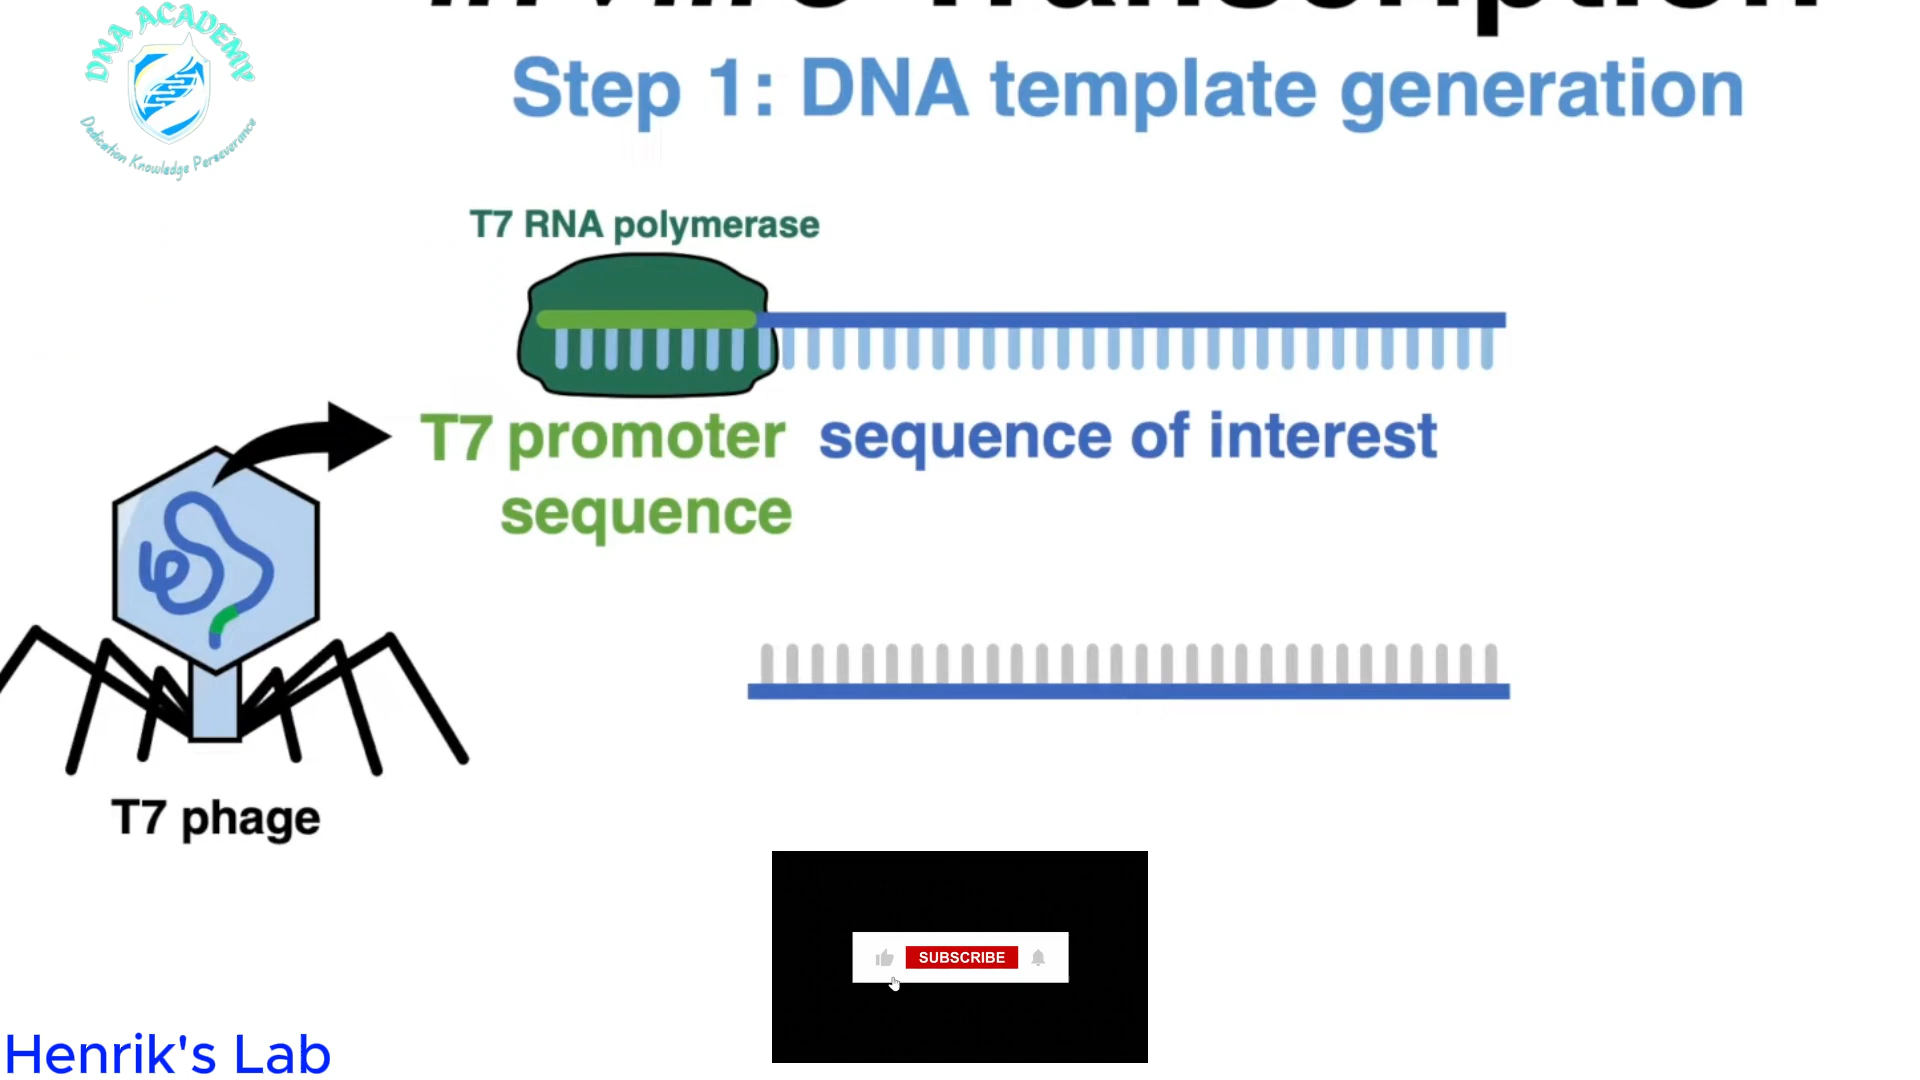 DNA ACADEMY
Dedication Knowledge Perseverance
Transcription
Step 1: DNA template generation
T7 RNA polymerase
T7 promoter sequence of interest
sequence
T7 phage
SUBSCRIBE
Henrik's Lab